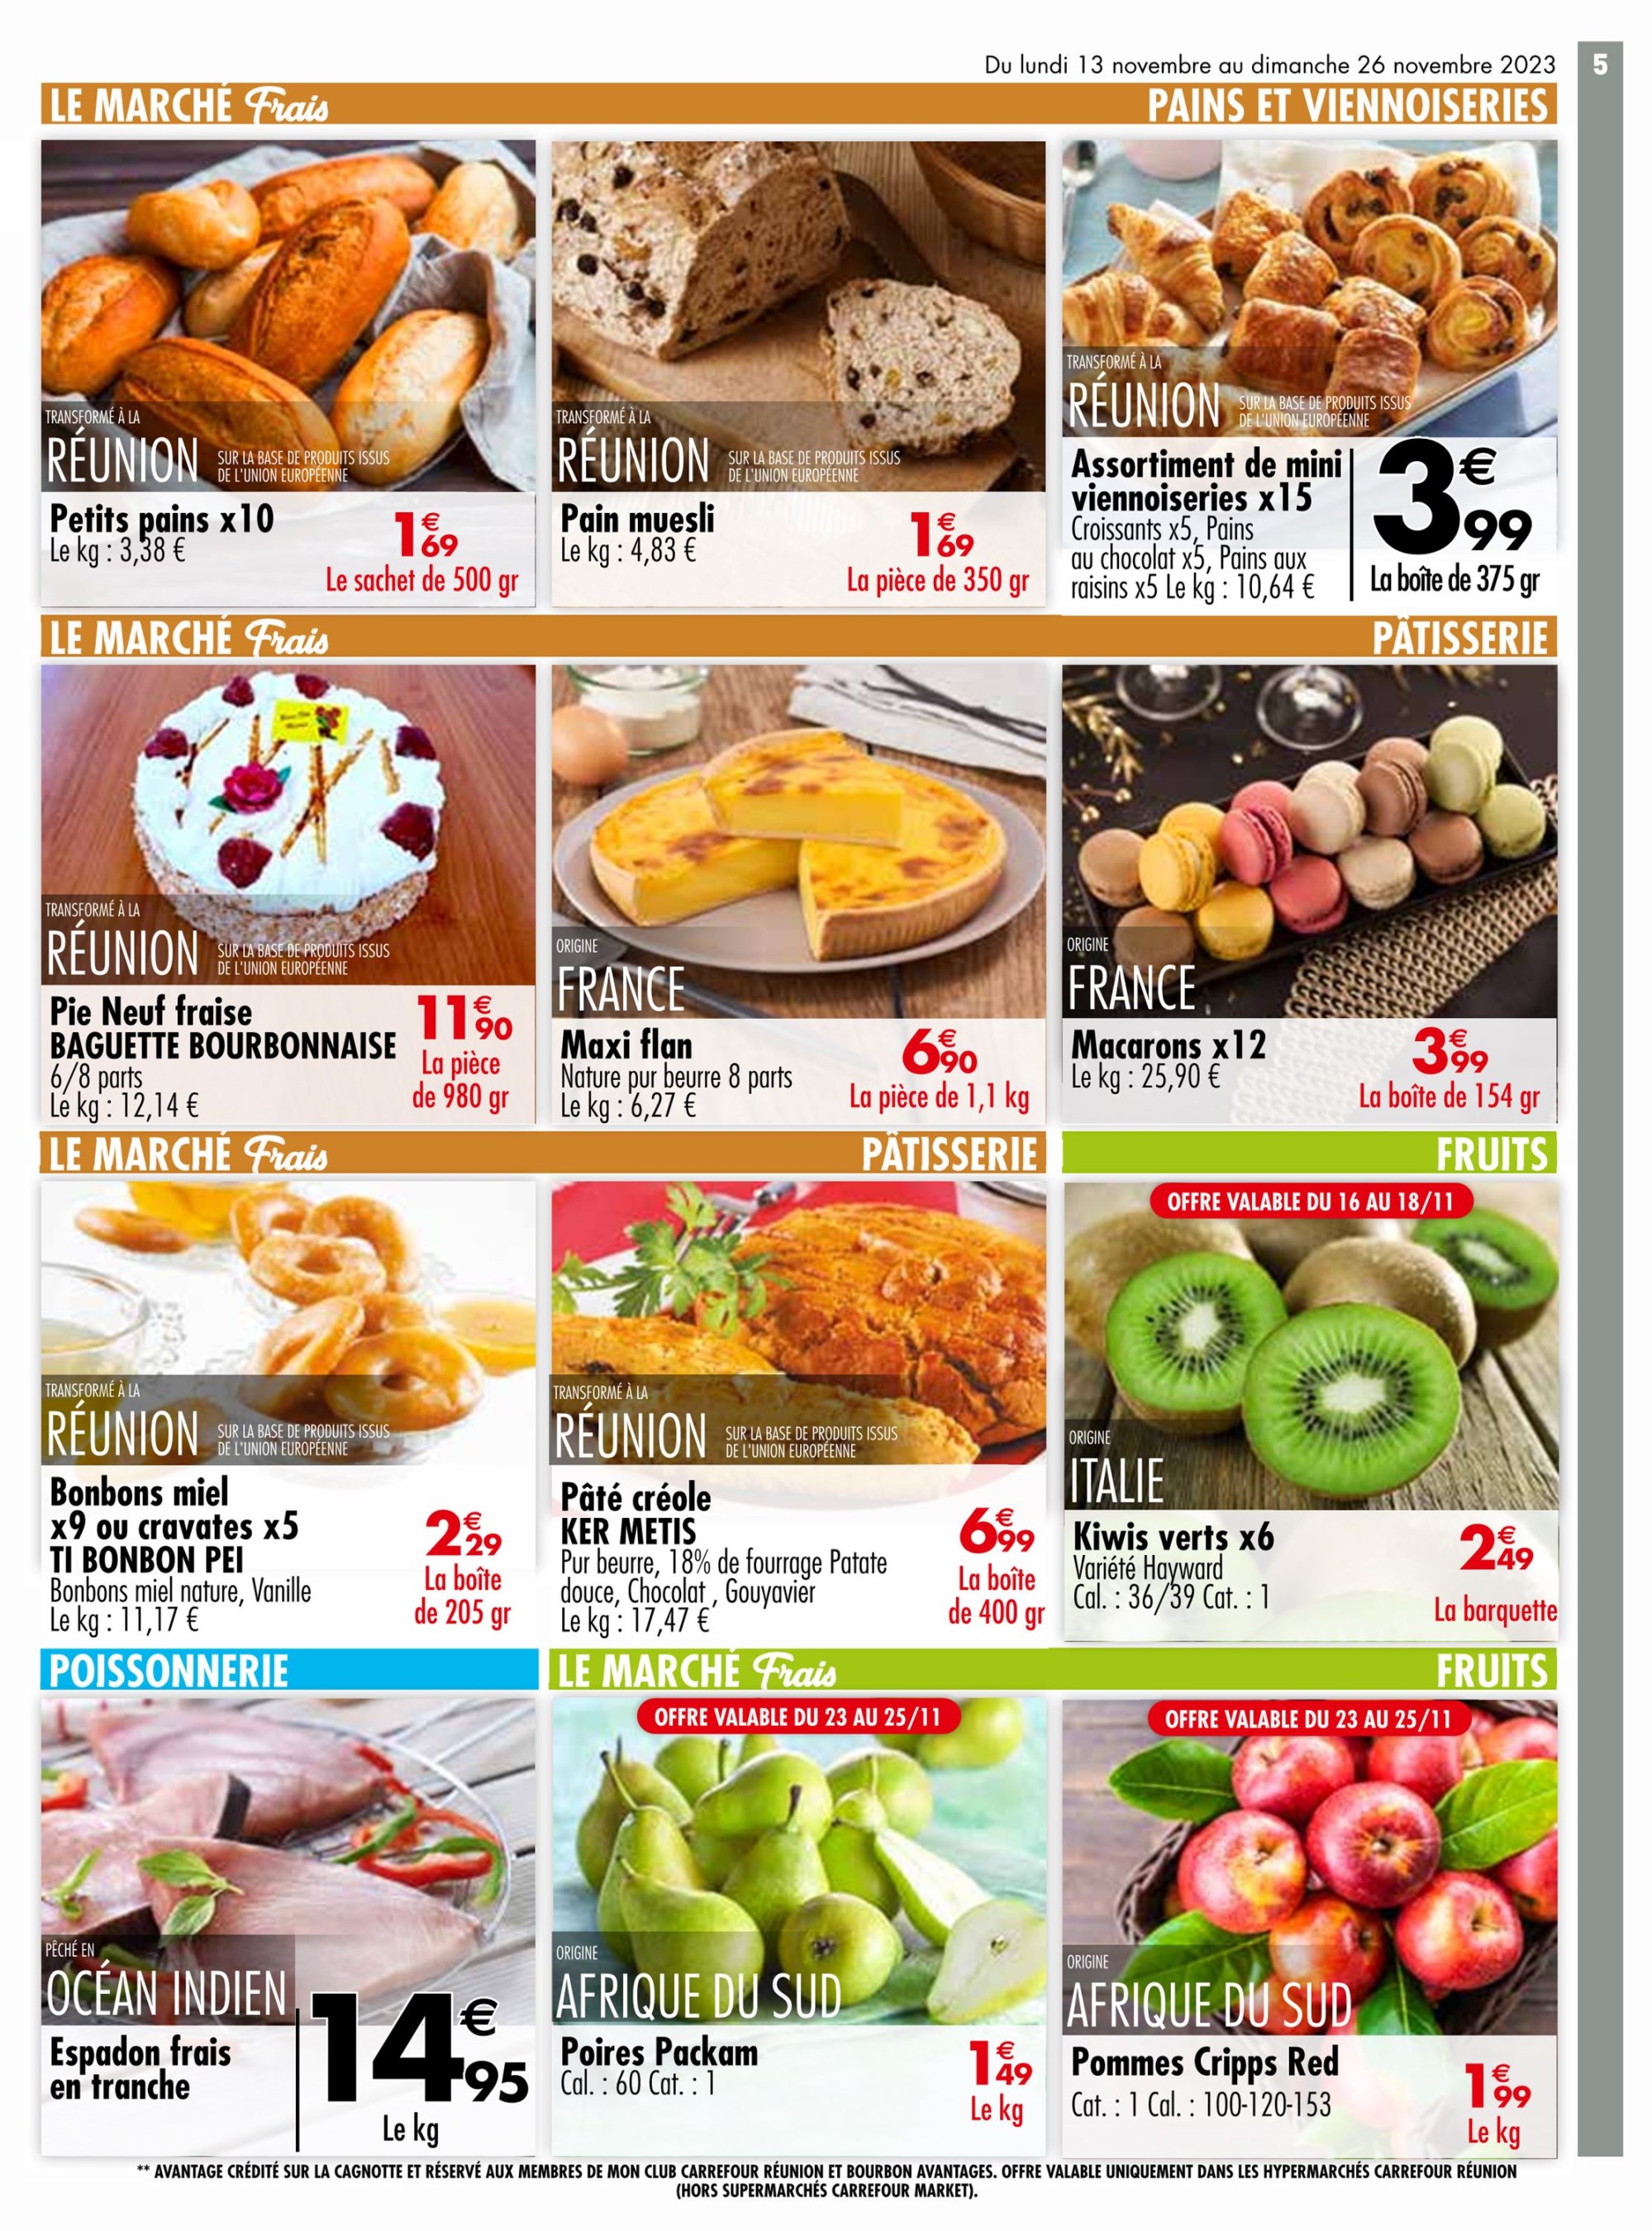 Du lundi 13 novembre au dimanche 26 novembre 2023
5
LE MARCHÉ Frais
PAINS ET VIENNOISERIES
TRANSFORMÉ À LA
RÉUNION
SUR LA BASE DE PRODUITS ISSUS
DE L'UNION EUROPÉENNE
Petits pains x10
Le kg : 3,38 €
1€69
Le sachet de 500 gr
TRANSFORMÉ À LA
RÉUNION
SUR LA BASE DE PRODUITS ISSUS
DE L'UNION EUROPÉENNE
Pain muesli
Le kg : 4,83 €
1€69
La pièce de 350 gr
TRANSFORMÉ À LA
RÉUNION
SUR LA BASE DE PRODUITS ISSUS
DE L'UNION EUROPÉENNE
Assortiment de mini
viennoiseries x15
Croissants x5, Pains
au chocolat x5, Pains aux
raisins x5 Le kg : 10,64 €
3€99
La boîte de 375 gr
LE MARCHÉ Frais
PÂTISSERIE
TRANSFORMÉ À LA
RÉUNION
SUR LA BASE DE PRODUITS ISSUS
DE L'UNION EUROPÉENNE
Pie Neuf fraise
BAGUETTE BOURBONNAISE
6/8 parts
Le kg : 12,14 €
11€90
La pièce
de 980 gr
ORIGINE
FRANCE
Maxi flan
Nature pur beurre 8 parts
Le kg : 6,27 €
6€90
La pièce de 1,1 kg
ORIGINE
FRANCE
Macarons x12
Le kg : 25,90 €
3€99
La boîte de 154 gr
LE MARCHÉ Frais
PÂTISSERIE
FRUITS
TRANSFORMÉ À LA
RÉUNION
SUR LA BASE DE PRODUITS ISSUS
DE L'UNION EUROPÉENNE
Bonbons miel
x9 ou cravates x5
TI BONBON PEI
Bonbons miel nature, Vanille
Le kg : 11,17 €
2€29
La boîte
de 205 gr
TRANSFORMÉ À LA
RÉUNION
SUR LA BASE DE PRODUITS ISSUS
DE L'UNION EUROPÉENNE
Pâté créole
KER METIS
Pur beurre, 18% de fourrage Patate
douce, Chocolat , Gouyavier
Le kg : 17,47 €
6€99
La boîte
de 400 gr
OFFRE VALABLE DU 16 AU 18/11
ORIGINE
ITALIE
Kiwis verts x6
Variété Hayward
Cal. : 36/39 Cat. : 1
2€49
La barquette
POISSONNERIE
LE MARCHÉ Frais
FRUITS
PÊCHÉ EN
OCÉAN INDIEN
Espadon frais
en tranche
14€95
Le kg
OFFRE VALABLE DU 23 AU 25/11
ORIGINE
AFRIQUE DU SUD
Poires Packam
Cal. : 60 Cat. : 1
1€49
Le kg
OFFRE VALABLE DU 23 AU 25/11
ORIGINE
AFRIQUE DU SUD
Pommes Cripps Red
Cat. : 1 Cal. : 100-120-153
1€99
Le kg
** AVANTAGE CRÉDITÉ SUR LA CAGNOTTE ET RÉSERVÉ AUX MEMBRES DE MON CLUB CARREFOUR RÉUNION ET BOURBON AVANTAGES. OFFRE VALABLE UNIQUEMENT DANS LES HYPERMARCHÉS CARREFOUR RÉUNION
(HORS SUPERMARCHÉS CARREFOUR MARKET).